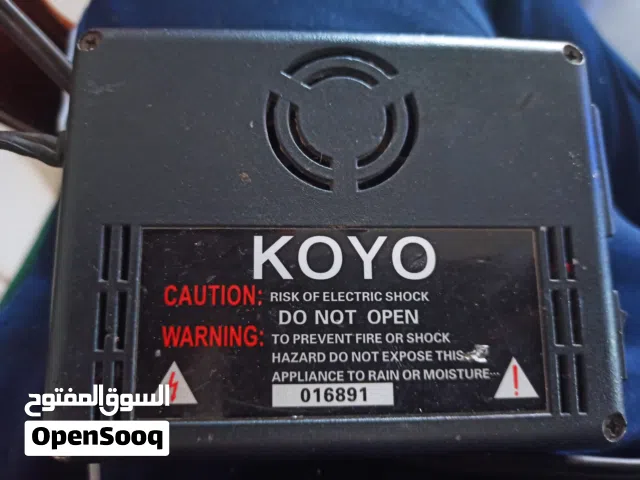 KOYO
CAUTION: RISK OF ELECTRIC SHOCK
DO NOT OPEN
WARNING: TO PREVENT FIRE OR SHOCK
HAZARD DO NOT EXPOSE THIS
APPLIANCE TO RAIN OR MOISTURE...
016891
السوق المفتوح
OpenSooq